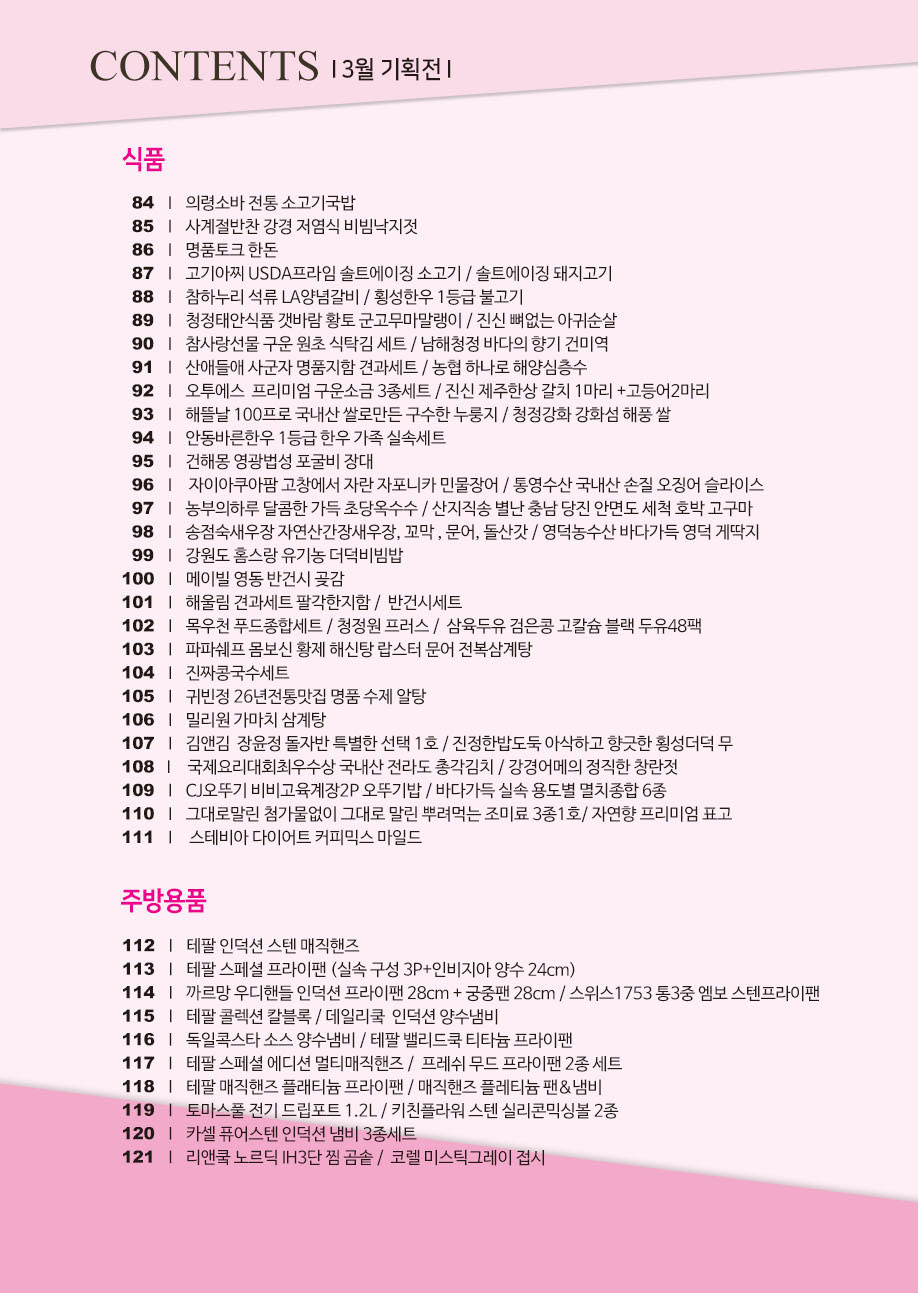 CONTENTS I 3월 기획전 I
식품
84 I 의령소바 전통 소고기국밥
85 I 사계절반찬 강경 저염식 비빔낙지젓
86 I 명품토크 한돈
87 I 고기아찌 USDA프라임 솔트에이징 소고기 / 솔트에이징 돼지고기
88 I 참하누리 석류 LA양념갈비 / 횡성한우 1등급 불고기
89 I 청정태안식품 갯바람 황토 군고무마말랭이 / 진신 뼈없는 아귀순살
90 I 참사랑선물 구운 원초 식탁김 세트 / 남해청정 바다의 향기 건미역
91 I 산애들애 사군자 명품지함 견과세트 / 농협 하나로 해양심층수
92 I 오투에스 프리미엄 구운소금 3종세트 / 진신 제주한상 갈치 1마리 +고등어2마리
93 I 해뜰날 100프로 국내산 쌀로만든 구수한 누룽지 / 청정강화 강화섬 해풍 쌀
94 I 안동바른한우 1등급 한우 가족 실속세트
95 I 건해몽 영광법성 포굴비 장대
96 I 자이아쿠아팜 고창에서 자란 자포니카 민물장어 / 통영수산 국내산 손질 오징어 슬라이스
97 I 농부의하루 달콤한 가득 초당옥수수 / 산지직송 별난 충남 당진 안면도 세척 호박 고구마
98 I 송점숙새우장 자연산간장새우장, 꼬막 , 문어, 돌산갓 / 영덕농수산 바다가득 영덕 게딱지
99 I 강원도 홈스랑 유기농 더덕비빔밥
100 I 메이빌 영동 반건시 곶감
101 I 해울림 견과세트 팔각한지함 / 반건시세트
102 I 목우천 푸드종합세트 / 청정원 프러스 / 삼육두유 검은콩 고칼슘 블랙 두유48팩
103 I 파파쉐프 몸보신 황제 해신탕 랍스터 문어 전복삼계탕
104 I 진짜콩국수세트
105 I 귀빈정 26년전통맛집 명품 수제 알탕
106 I 밀리원 가마치 삼계탕
107 I 김앤김 장윤정 돌자반 특별한 선택 1호 / 진정한밥도둑 아삭하고 향긋한 횡성더덕 무
108 I 국제요리대회최우수상 국내산 전라도 총각김치 / 강경어메의 정직한 창란젓
109 I CJ오뚜기 비비고육계장2P 오뚜기밥 / 바다가득 실속 용도별 멸치종합 6종
110 I 그대로말린 첨가물없이 그대로 말린 뿌려먹는 조미료 3종1호/ 자연향 프리미엄 표고
111 I 스테비아 다이어트 커피믹스 마일드
주방용품
112 I 테팔 인덕션 스텐 매직핸즈
113 I 테팔 스페셜 프라이팬 (실속 구성 3P+인비지아 양수 24cm)
114 I 까르망 우디핸들 인덕션 프라이팬 28cm + 궁중팬 28cm / 스위스1753 통3중 엠보 스텐프라이팬
115 I 테팔 콜렉션 칼블록 / 데일리쿡 인덕션 양수냄비
116 I 독일콕스타 소스 양수냄비 / 테팔 밸리드쿡 티타늄 프라이팬
117 I 테팔 스페셜 에디션 멀티매직핸즈 / 프레쉬 무드 프라이팬 2종 세트
118 I 테팔 매직핸즈 플래티늄 프라이팬 / 매직핸즈 플레티늄 팬&냄비
119 I 토마스풀 전기 드립포트 1.2L / 키친플라워 스텐 실리콘믹싱볼 2종
120 I 카셀 퓨어스텐 인덕션 냄비 3종세트
121 I 리앤쿡 노르딕 IH3단 찜 곰솥 / 코렐 미스틱그레이 접시